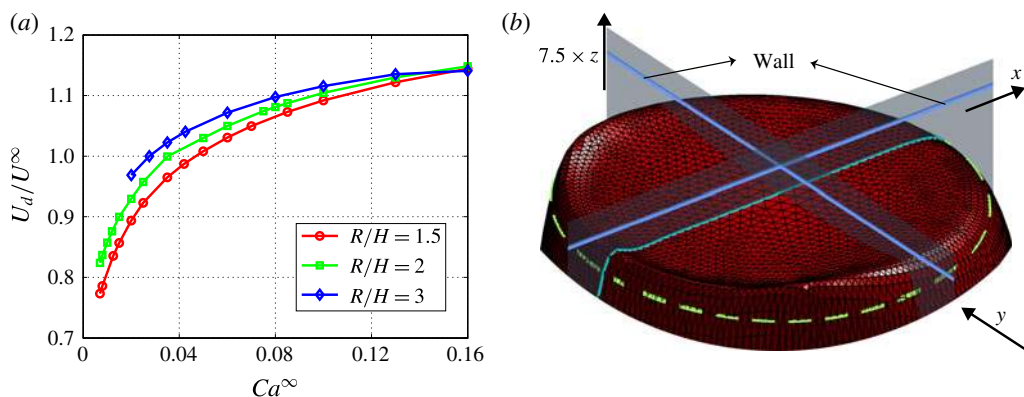 (a)
1.2
1.1
1.0
0.9
0.8
0.7
U_d/U^∞
R/H = 1.5
R/H = 2
R/H = 3
0 0.04 0.08 0.12 0.16
Ca^∞
(b)
7.5 × z
Wall
x
y